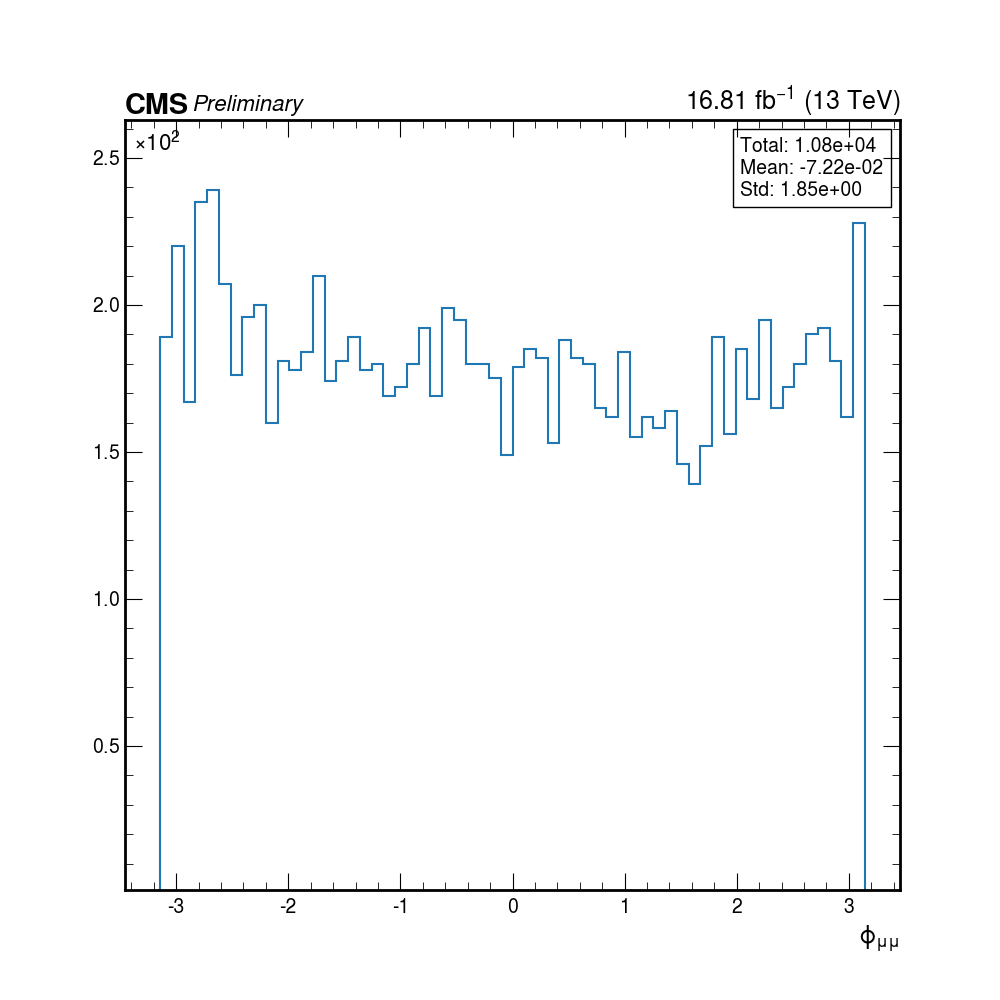 CMS Preliminary 16.81 fb⁻¹ (13 TeV)
×10²
Total: 1.08e+04
Mean: -7.22e-02
Std: 1.85e+00
2.5
2.0
1.5
1.0
0.5
-3 -2 -1 0 1 2 3
ϕμμ